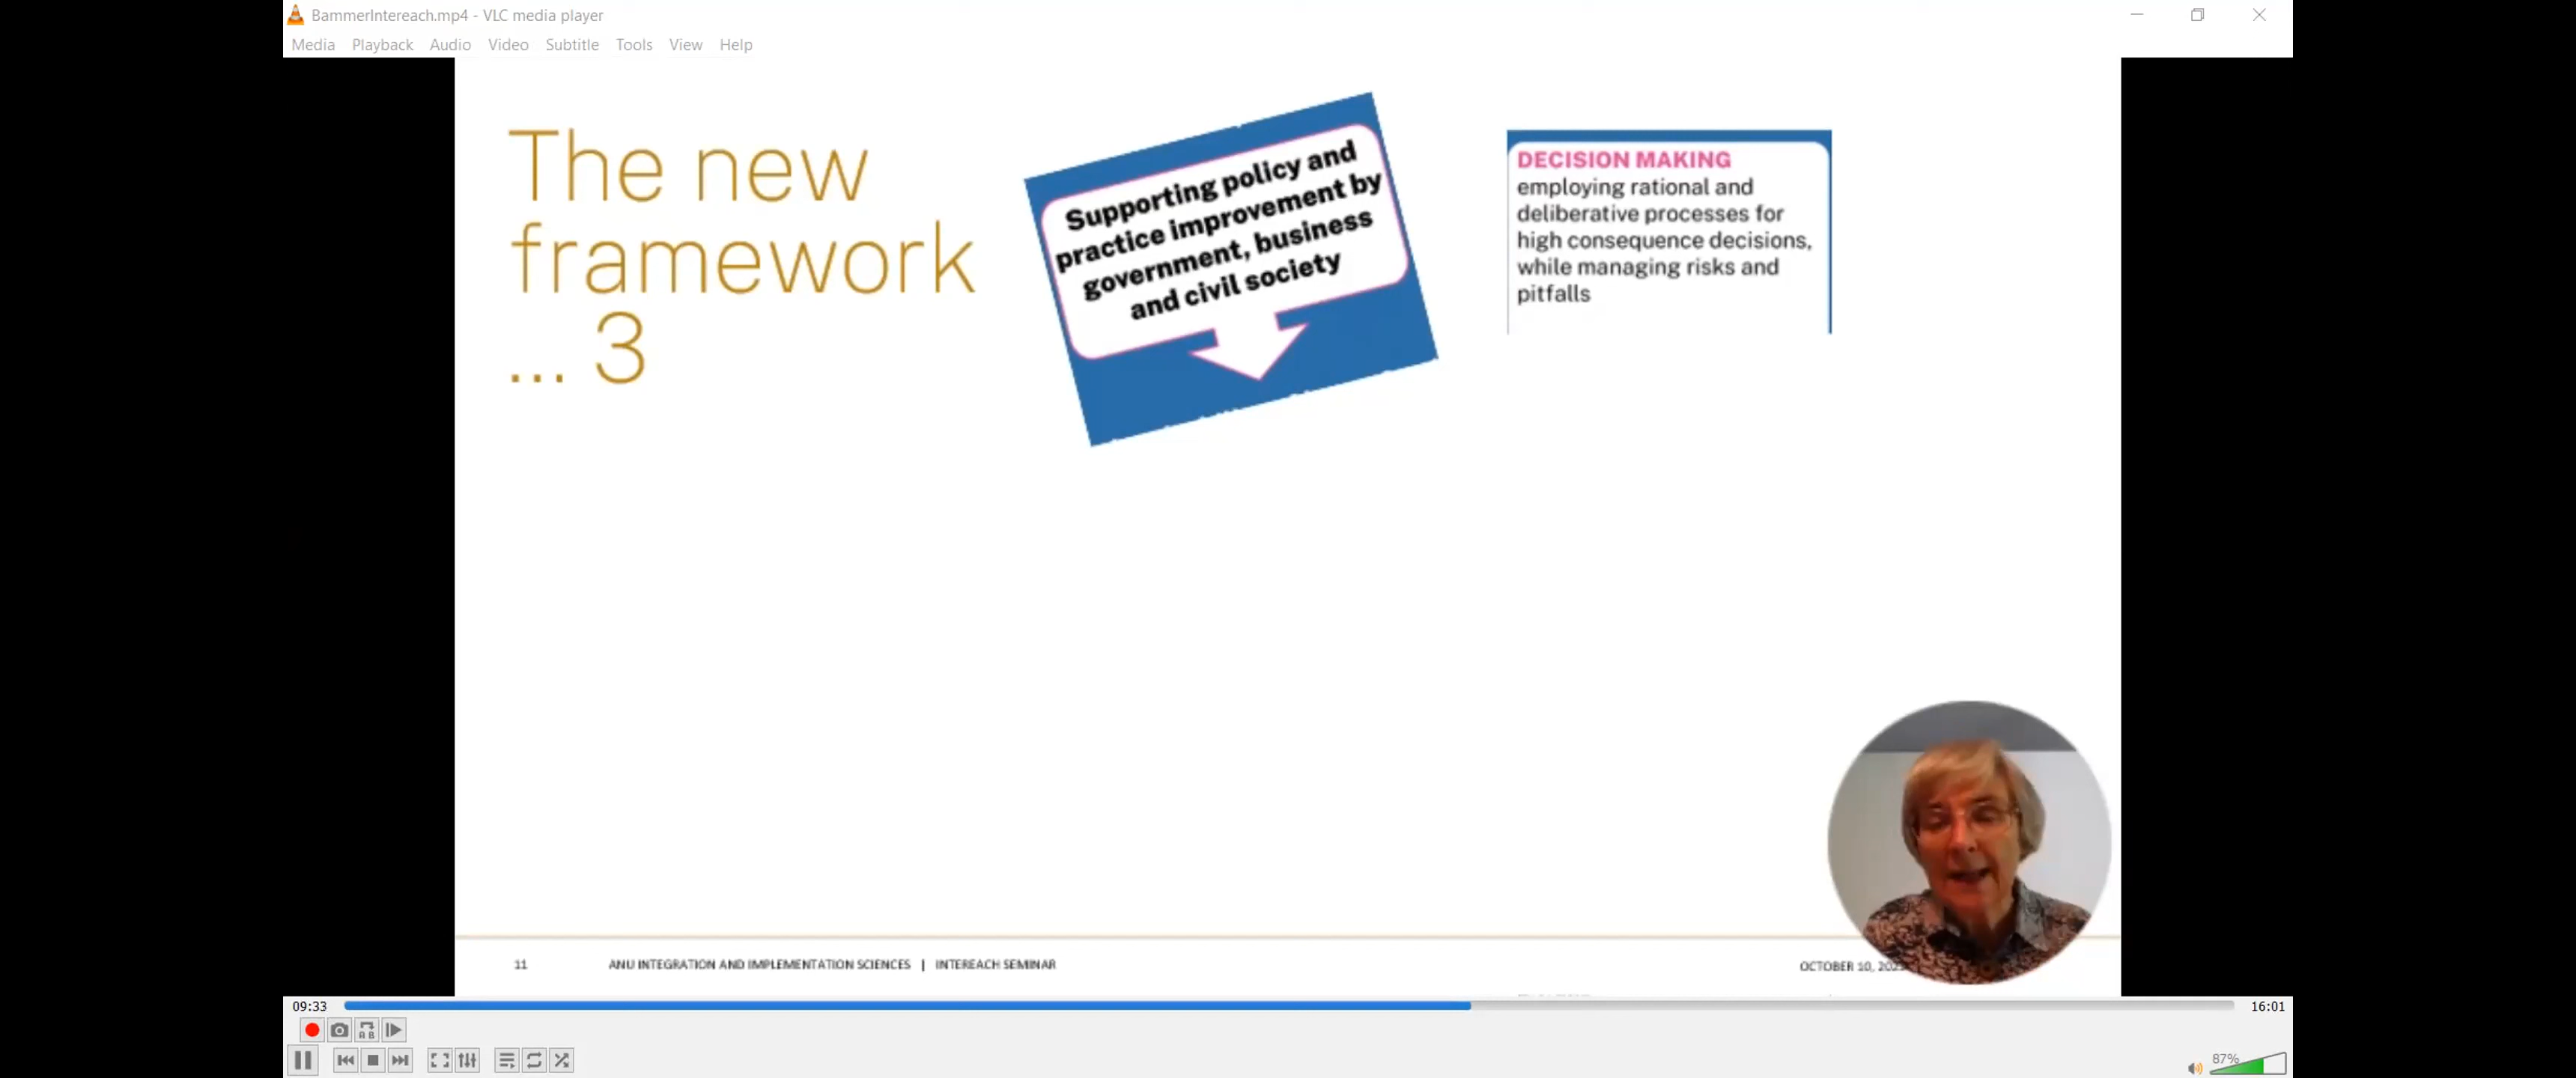 BammerIntereach.mp4 - VLC media player
Media Playback Audio Video Subtitle Tools View Help
The new
framework
... 3
Supporting policy and
practice improvement by
government, business
and civil society
DECISION MAKING
employing rational and
deliberative processes for
high consequence decisions,
while managing risks and
pitfalls
11
ANU INTEGRATION AND IMPLEMENTATION SCIENCES | INTEREACH SEMINAR
OCTOBER 10,
09:33
16:01
87%